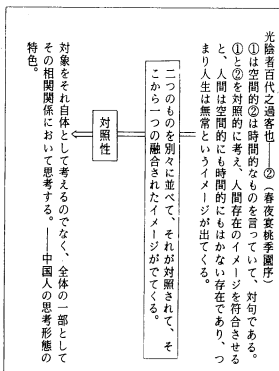 光陰者百代之過客也──②（春夜宴桃李園序）
①は空間的②は時間的なものを言っていて、対句である。
①と②を対照的に考え、人間存在のイメージを符合させる
と、人間は空間的にも時間的にもはかない存在であり、つ
まり人生は無常というイメージが出てくる。
二つのものを別々に並べて、それが対照されて、そ
こから一つの融合されたイメージがでてくる。
対照性
対象をそれ自体として考えるのでなく、全体の一部として
その相関関係において思考する。──中国人の思考形態の
特色。